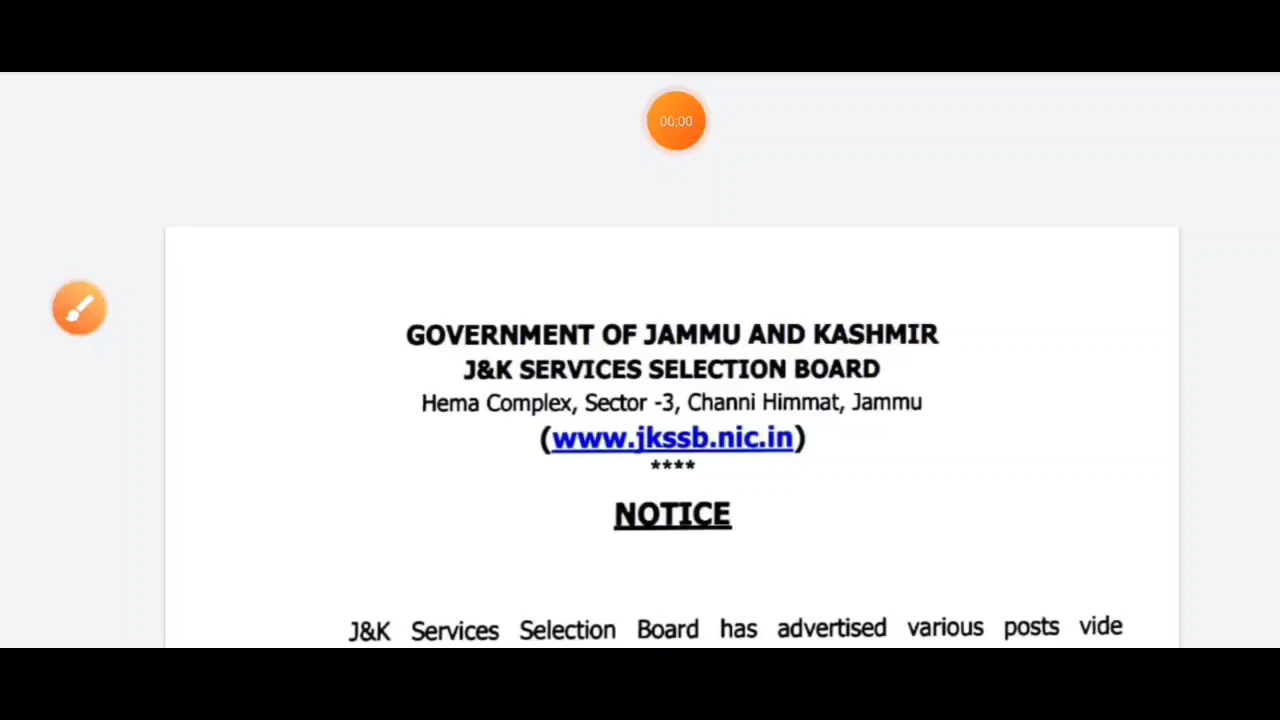 00:00
GOVERNMENT OF JAMMU AND KASHMIR
J&K SERVICES SELECTION BOARD
Hema Complex, Sector -3, Channi Himmat, Jammu
(www.jkssb.nic.in)
****
NOTICE
J&K Services Selection Board has advertised various posts vide